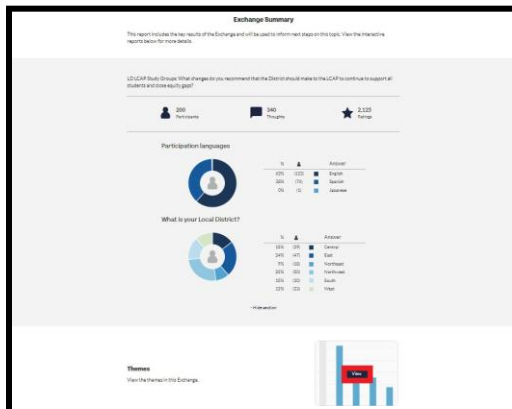 Exchange Summary
This report includes the key results of the Exchange and will be used to inform next steps on this topic. View the interactive
reports below for more details.
LD LCAP Study Groups: What changes do you recommend that the District should make to the LCAP to continue to support all
students and close equity gaps?
200 Participants
340 Thoughts
2,123 Ratings
Participation languages
% Answer
English
Spanish
0% (1) Japanese
What is your Local District?
% Answer
Central
East
Northeast
Northwest
South
West
Themes
View the themes in this Exchange.
View